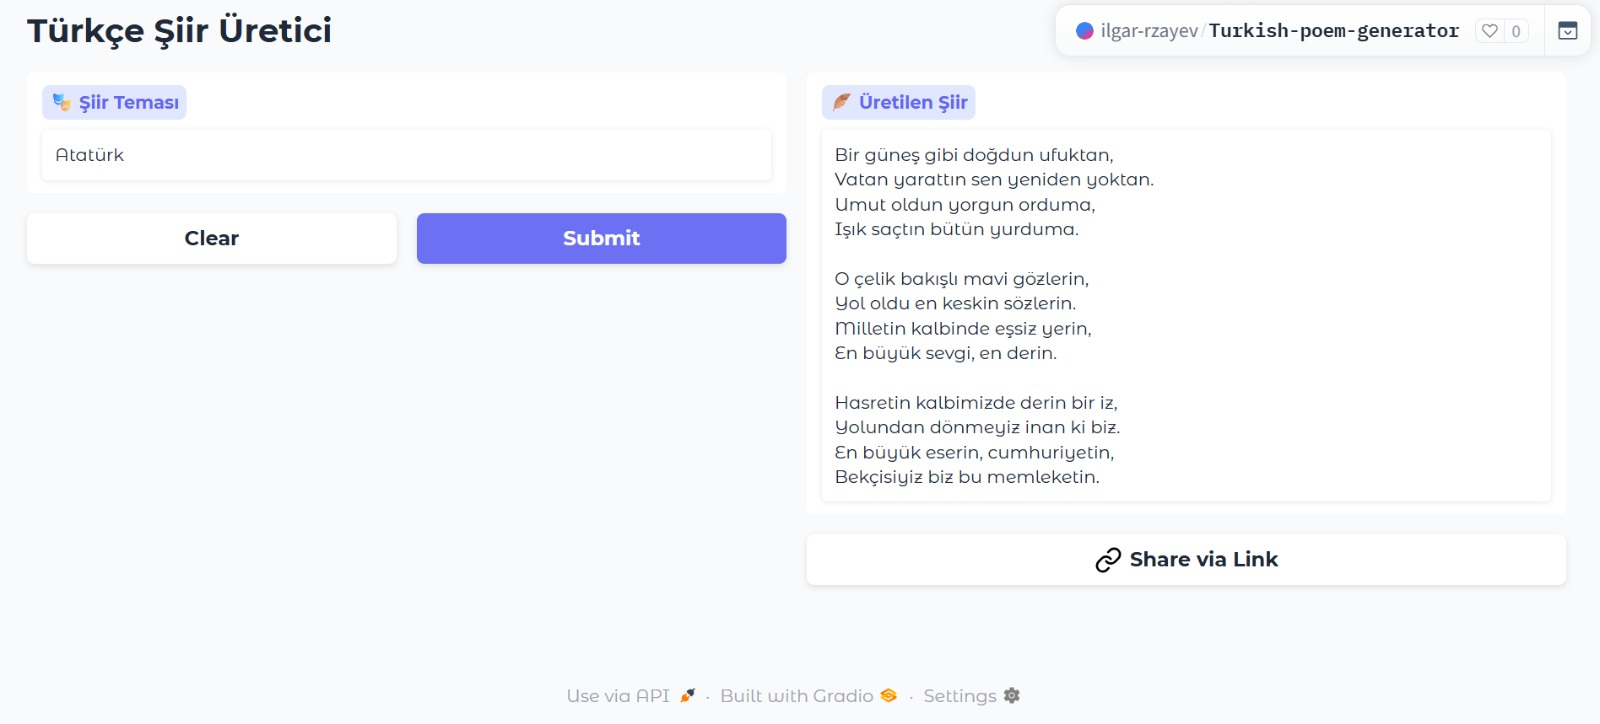 Türkçe Şiir Üretici
ilgar-rzayev/Turkish-poem-generator
0
Şiir Teması
Atatürk
Clear
Submit
Üretilen Şiir
Bir güneş gibi doğdun ufuktan,
Vatan yarattın sen yeniden yoktan.
Umut oldun yorgun orduma,
Işık saçtın bütün yurduma.
O çelik bakışlı mavi gözlerin,
Yol oldu en keskin sözlerin.
Milletin kalbinde eşsiz yerin,
En büyük sevgi, en derin.
Hasretin kalbimizde derin bir iz,
Yolundan dönmeyiz inan ki biz.
En büyük eserin, cumhuriyetin,
Bekçisiyiz biz bu memleketin.
Share via Link
Use via API · Built with Gradio · Settings